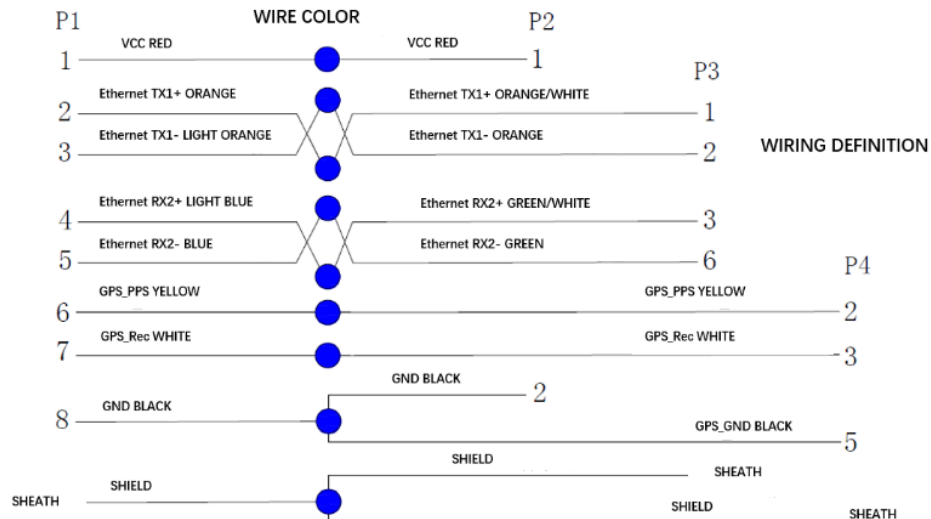 P1 WIRE COLOR P2
1 VCC RED VCC RED 1
P3
2 Ethernet TX1+ ORANGE Ethernet TX1+ ORANGE/WHITE 1
3 Ethernet TX1- LIGHT ORANGE Ethernet TX1- ORANGE 2
WIRING DEFINITION
4 Ethernet RX2+ LIGHT BLUE Ethernet RX2+ GREEN/WHITE 3
5 Ethernet RX2- BLUE Ethernet RX2- GREEN 6
P4
6 GPS_PPS YELLOW GPS_PPS YELLOW 2
7 GPS_Rec WHITE GPS_Rec WHITE 3
GND BLACK 2
8 GND BLACK
GPS_GND BLACK 5
SHIELD SHEATH
SHEATH SHIELD
SHIELD SHEATH